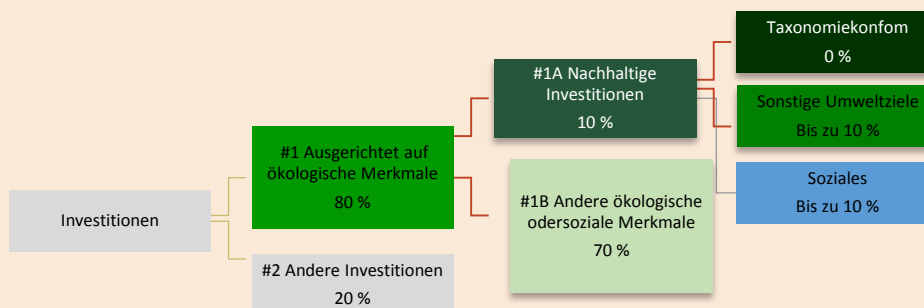 Investitionen
#1 Ausgerichtet auf
ökologische Merkmale
80 %
#2 Andere Investitionen
20 %
#1A Nachhaltige
Investitionen
10 %
#1B Andere ökologische
odersoziale Merkmale
70 %
Taxonomiekonfom
0 %
Sonstige Umweltziele
Bis zu 10 %
Soziales
Bis zu 10 %